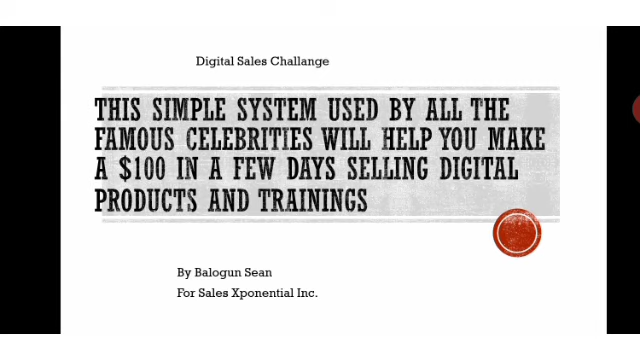 Digital Sales Challange
THIS SIMPLE SYSTEM USED BY ALL THE
FAMOUS CELEBRITIES WILL HELP YOU MAKE
A $100 IN A FEW DAYS SELLING DIGITAL
PRODUCTS AND TRAININGS
By Balogun Sean
For Sales Xponential Inc.